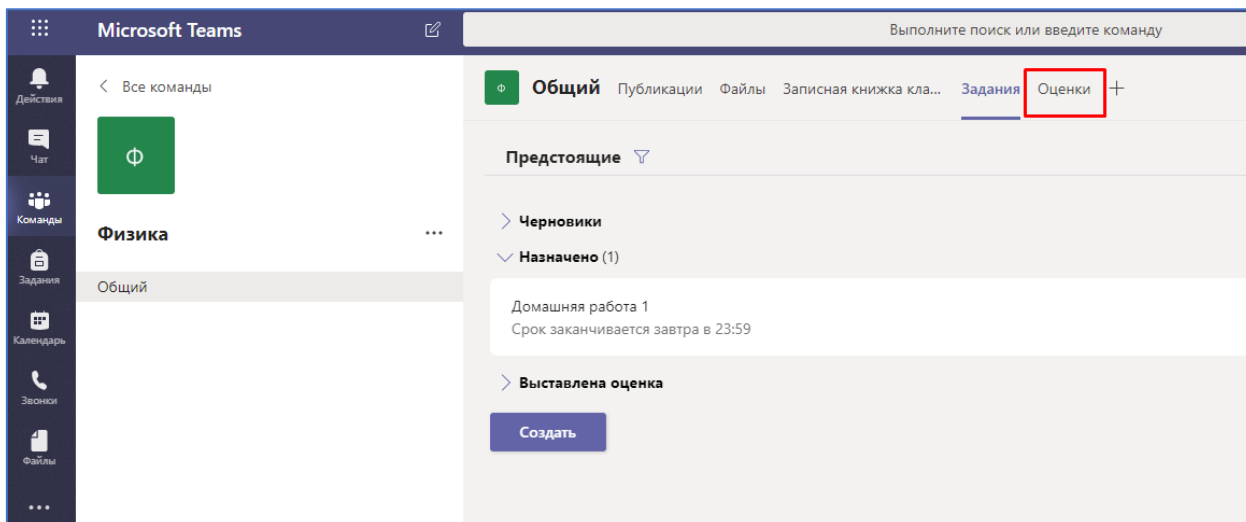 Microsoft Teams
Выполните поиск или введите команду
Действия
Чат
Команды
Задания
Календарь
Звонки
Файлы
Все команды
Ф
Физика
Общий
Ф Общий Публикации Файлы Записная книжка кла... Задания Оценки
Предстоящие
Черновики
Назначено (1)
Домашняя работа 1
Срок заканчивается завтра в 23:59
Выставлена оценка
Создать